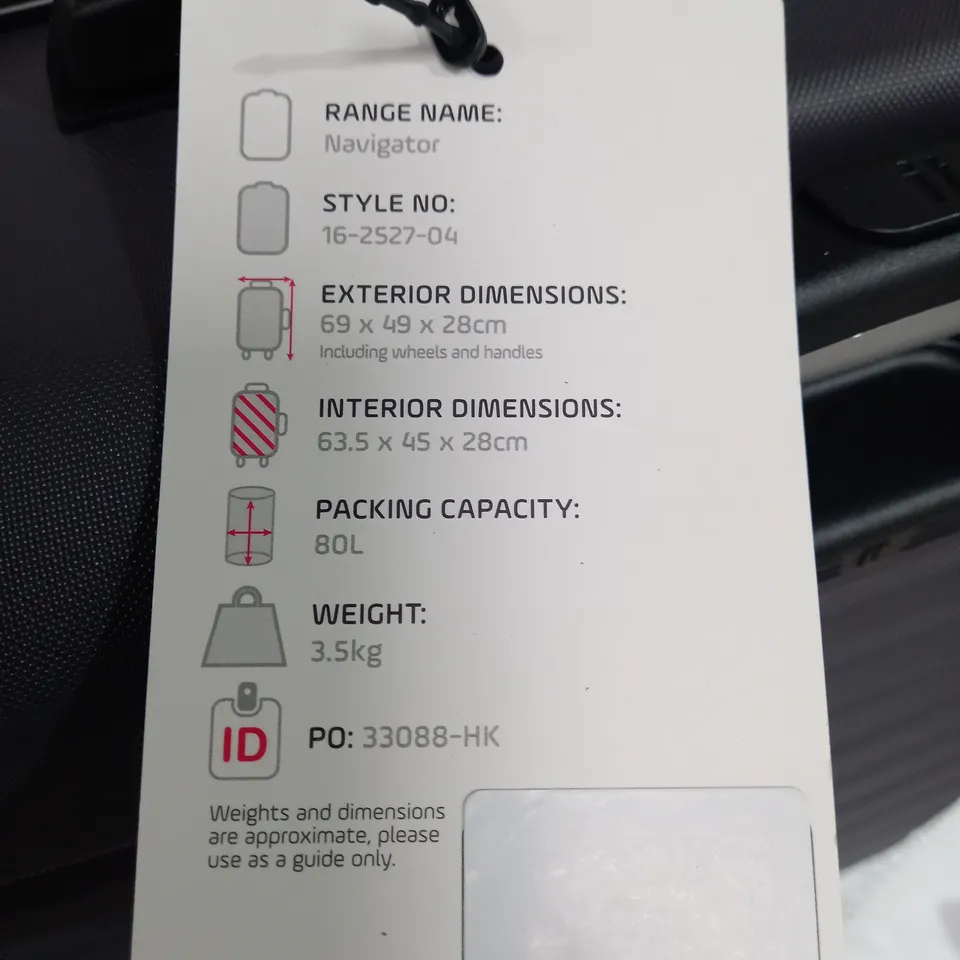 RANGE NAME:
Navigator
STYLE NO:
16-2527-04
EXTERIOR DIMENSIONS:
69 x 49 x 28cm
Including wheels and handles
INTERIOR DIMENSIONS:
63.5 x 45 x 28cm
PACKING CAPACITY:
80L
WEIGHT:
3.5kg
ID
PO: 33088-HK
Weights and dimensions
are approximate, please
use as a guide only.